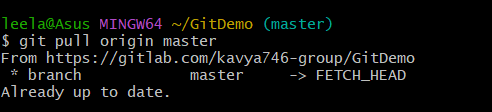 leela@Asus MINGW64 ~/GitDemo (master)
$ git pull origin master
From https://gitlab.com/kavya746-group/GitDemo
 * branch            master     -> FETCH_HEAD
Already up to date.